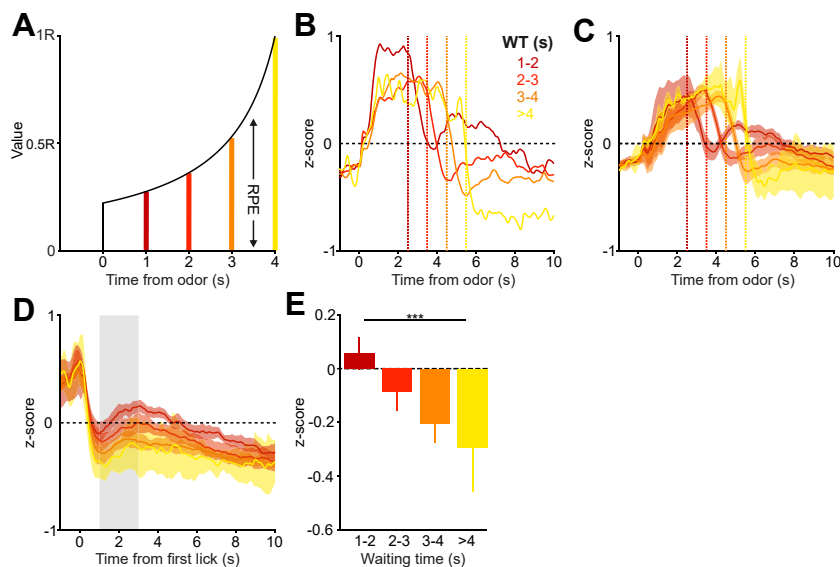 A
1R
0.5R
0
Value
RPE
0
1
2
3
4
Time from odor (s)
B
1
0
-1
z-score
WT (s)
1-2
2-3
3-4
>4
0
2
4
6
8
10
Time from odor (s)
C
1
0
-1
z-score
0
2
4
6
8
10
Time from odor (s)
D
1
0
-1
z-score
0
2
4
6
8
10
Time from first lick (s)
E
0.2
0
-0.2
-0.4
-0.6
z-score
***
1-2
2-3
3-4
>4
Waiting time (s)